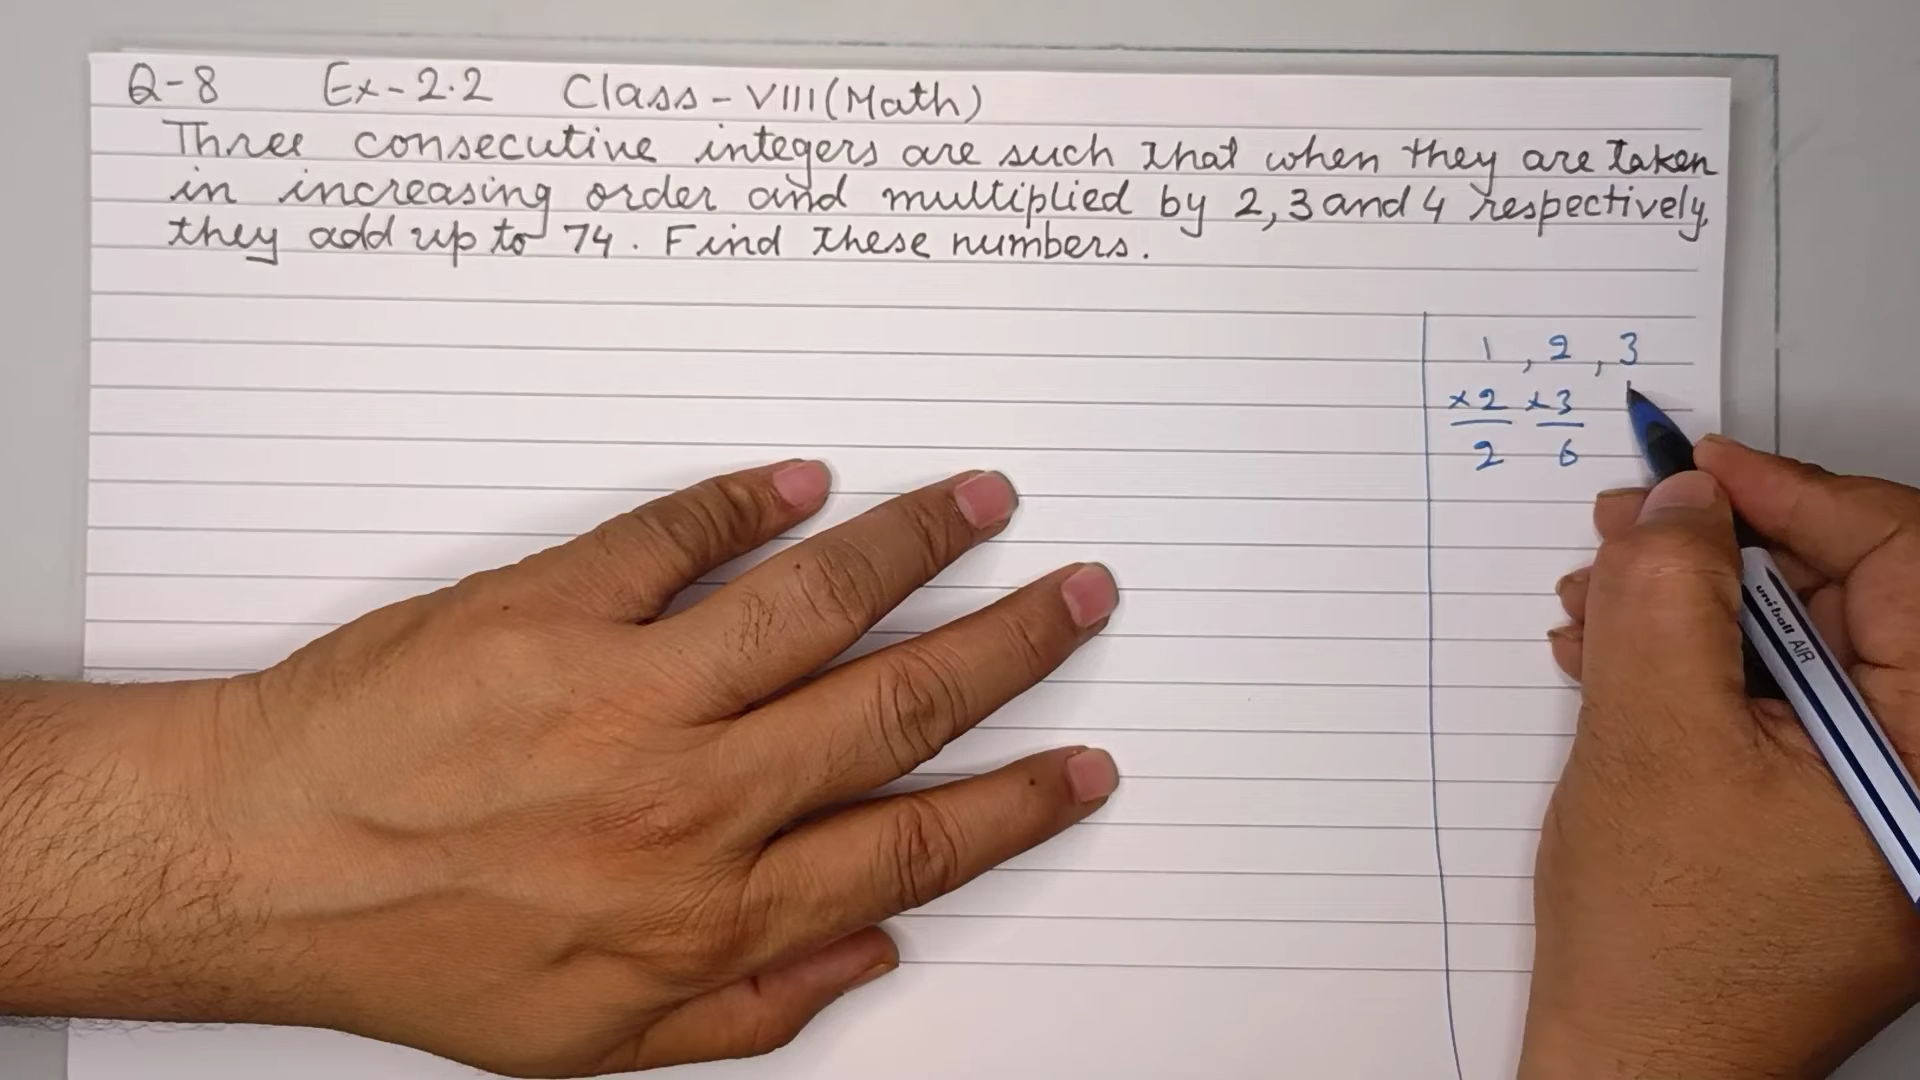 Q-8 Ex-2.2 Class-VIII(Math)
Three consecutive integers are such that when they are taken
in increasing order and multiplied by 2, 3 and 4 respectively,
they add up to 74. Find these numbers.
1 , 2 , 3
×2 ×3
2 6
uniball AIR